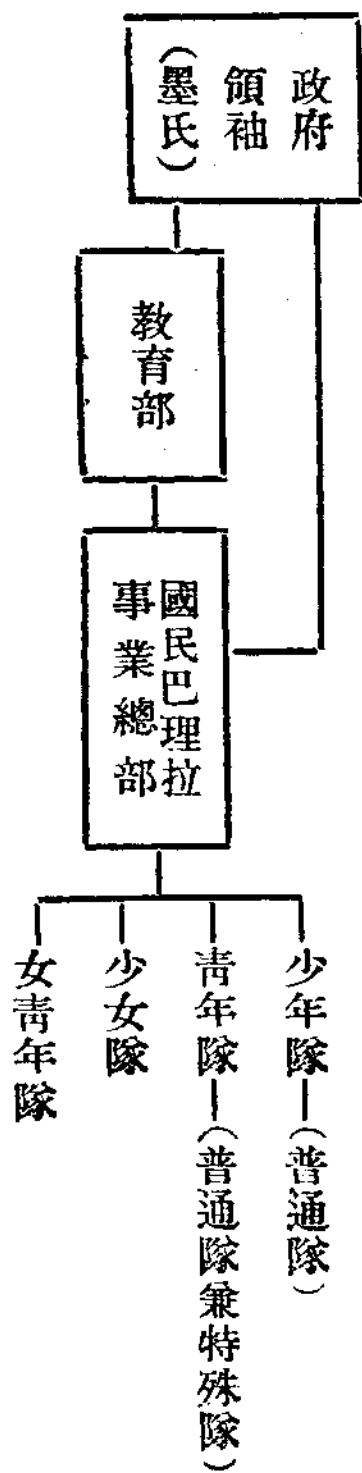 政府
領袖
(墨氏)
教育部
國民巴理拉
事業總部
少年隊—(普通隊)
青年隊—(普通隊兼特殊隊)
少女隊
女青年隊